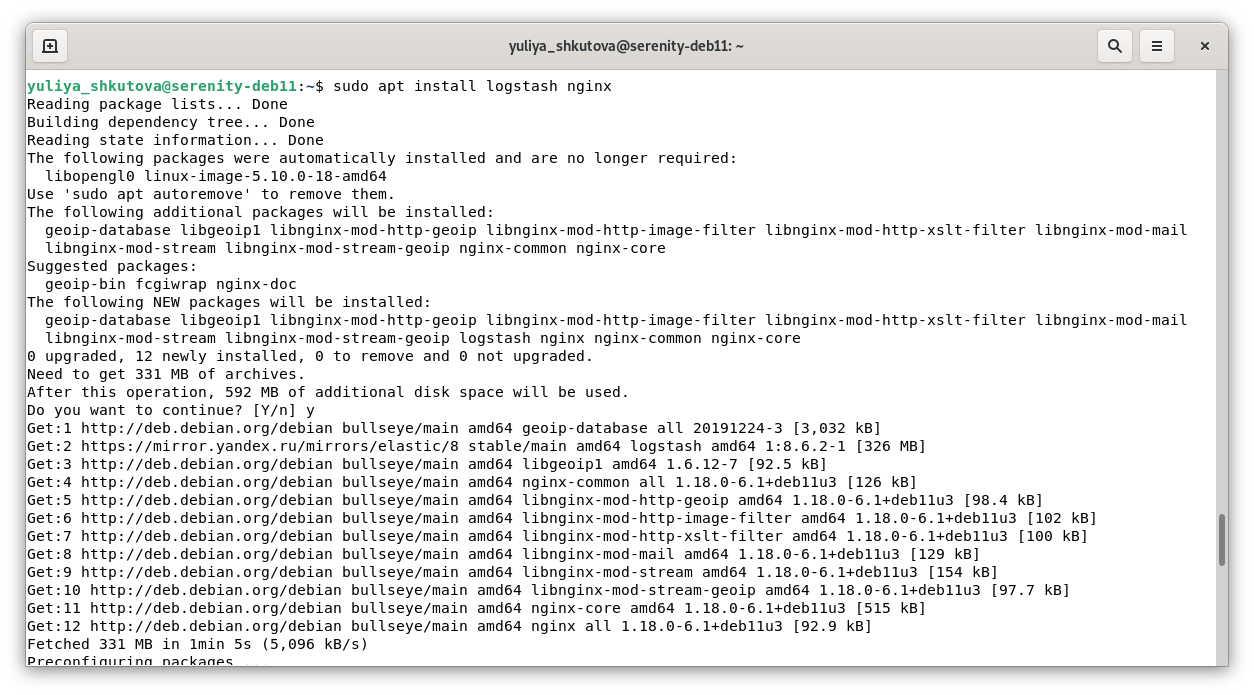 yuliya_shkutova@serenity-deb11: ~
yuliya_shkutova@serenity-deb11:~$ sudo apt install logstash nginx
Reading package lists... Done
Building dependency tree... Done
Reading state information... Done
The following packages were automatically installed and are no longer required:
  libopengl0 linux-image-5.10.0-18-amd64
Use 'sudo apt autoremove' to remove them.
The following additional packages will be installed:
  geoip-database libgeoip1 libnginx-mod-http-geoip libnginx-mod-http-image-filter libnginx-mod-http-xslt-filter libnginx-mod-mail
  libnginx-mod-stream libnginx-mod-stream-geoip nginx-common nginx-core
Suggested packages:
  geoip-bin fcgiwrap nginx-doc
The following NEW packages will be installed:
  geoip-database libgeoip1 libnginx-mod-http-geoip libnginx-mod-http-image-filter libnginx-mod-http-xslt-filter libnginx-mod-mail
  libnginx-mod-stream libnginx-mod-stream-geoip logstash nginx nginx-common nginx-core
0 upgraded, 12 newly installed, 0 to remove and 0 not upgraded.
Need to get 331 MB of archives.
After this operation, 592 MB of additional disk space will be used.
Do you want to continue? [Y/n] y
Get:1 http://deb.debian.org/debian bullseye/main amd64 geoip-database all 20191224-3 [3,032 kB]
Get:2 https://mirror.yandex.ru/mirrors/elastic/8 stable/main amd64 logstash amd64 1:8.6.2-1 [326 MB]
Get:3 http://deb.debian.org/debian bullseye/main amd64 libgeoip1 amd64 1.6.12-7 [92.5 kB]
Get:4 http://deb.debian.org/debian bullseye/main amd64 nginx-common all 1.18.0-6.1+deb11u3 [126 kB]
Get:5 http://deb.debian.org/debian bullseye/main amd64 libnginx-mod-http-geoip amd64 1.18.0-6.1+deb11u3 [98.4 kB]
Get:6 http://deb.debian.org/debian bullseye/main amd64 libnginx-mod-http-image-filter amd64 1.18.0-6.1+deb11u3 [102 kB]
Get:7 http://deb.debian.org/debian bullseye/main amd64 libnginx-mod-http-xslt-filter amd64 1.18.0-6.1+deb11u3 [100 kB]
Get:8 http://deb.debian.org/debian bullseye/main amd64 libnginx-mod-mail amd64 1.18.0-6.1+deb11u3 [129 kB]
Get:9 http://deb.debian.org/debian bullseye/main amd64 libnginx-mod-stream amd64 1.18.0-6.1+deb11u3 [154 kB]
Get:10 http://deb.debian.org/debian bullseye/main amd64 libnginx-mod-stream-geoip amd64 1.18.0-6.1+deb11u3 [97.7 kB]
Get:11 http://deb.debian.org/debian bullseye/main amd64 nginx-core amd64 1.18.0-6.1+deb11u3 [515 kB]
Get:12 http://deb.debian.org/debian bullseye/main amd64 nginx all 1.18.0-6.1+deb11u3 [92.9 kB]
Fetched 331 MB in 1min 5s (5,096 kB/s)
Preconfiguring packages ...